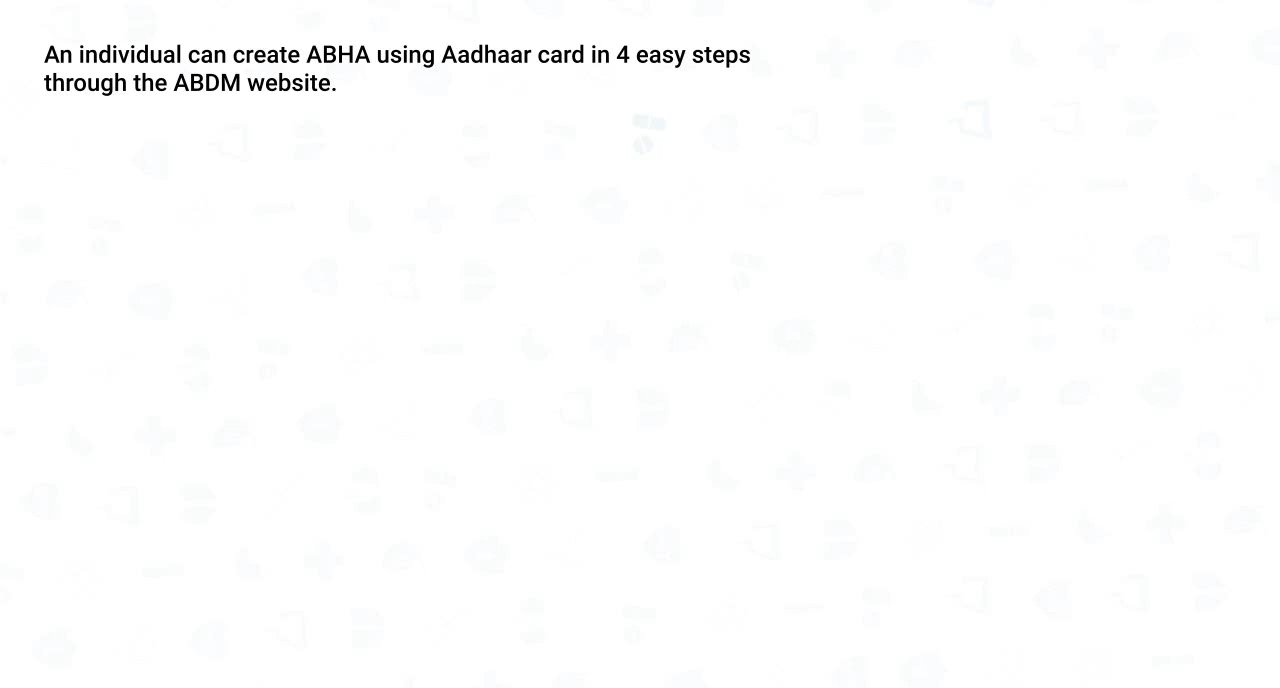 An individual can create ABHA using Aadhaar card in 4 easy steps
through the ABDM website.